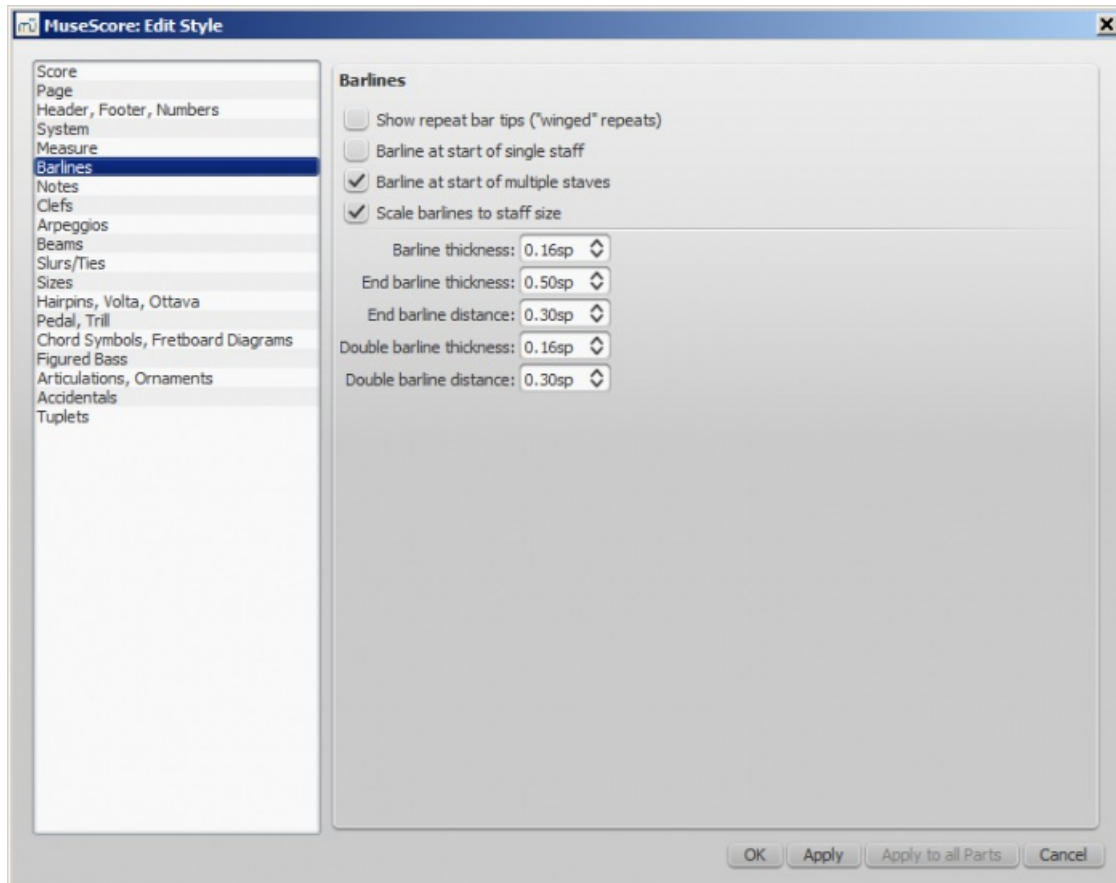 MuseScore: Edit Style
Score
Page
Header, Footer, Numbers
System
Measure
Barlines
Notes
Clefs
Arpeggios
Beams
Slurs/Ties
Sizes
Hairpins, Volta, Ottava
Pedal, Trill
Chord Symbols, Fretboard Diagrams
Figured Bass
Articulations, Ornaments
Accidentals
Tuplets
Barlines
Show repeat bar tips ("winged" repeats)
Barline at start of single staff
Barline at start of multiple staves
Scale barlines to staff size
Barline thickness: 0.16sp
End barline thickness: 0.50sp
End barline distance: 0.30sp
Double barline thickness: 0.16sp
Double barline distance: 0.30sp
OK Apply Apply to all Parts Cancel